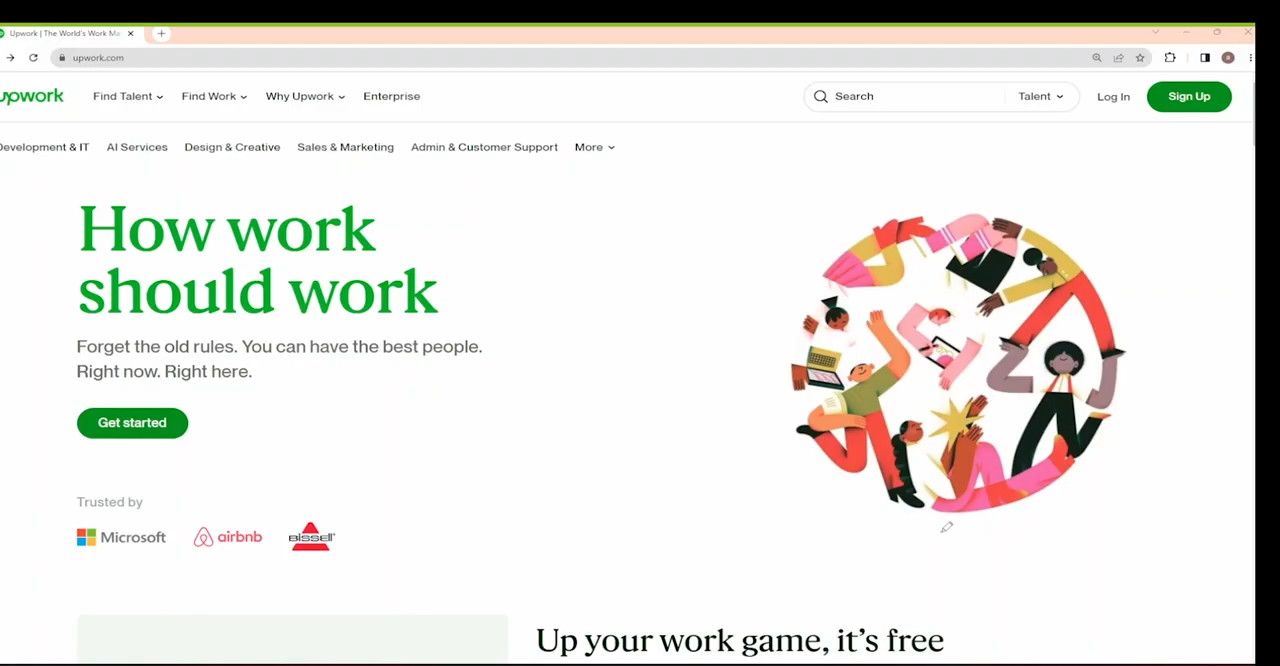 Upwork | The World's Work Ma
upwork.com
upwork
Find Talent
Find Work
Why Upwork
Enterprise
Search
Talent
Log In
Sign Up
Development & IT
AI Services
Design & Creative
Sales & Marketing
Admin & Customer Support
More
How work
should work
Forget the old rules. You can have the best people.
Right now. Right here.
Get started
Trusted by
Microsoft
airbnb
BISSELL
Up your work game, it's free